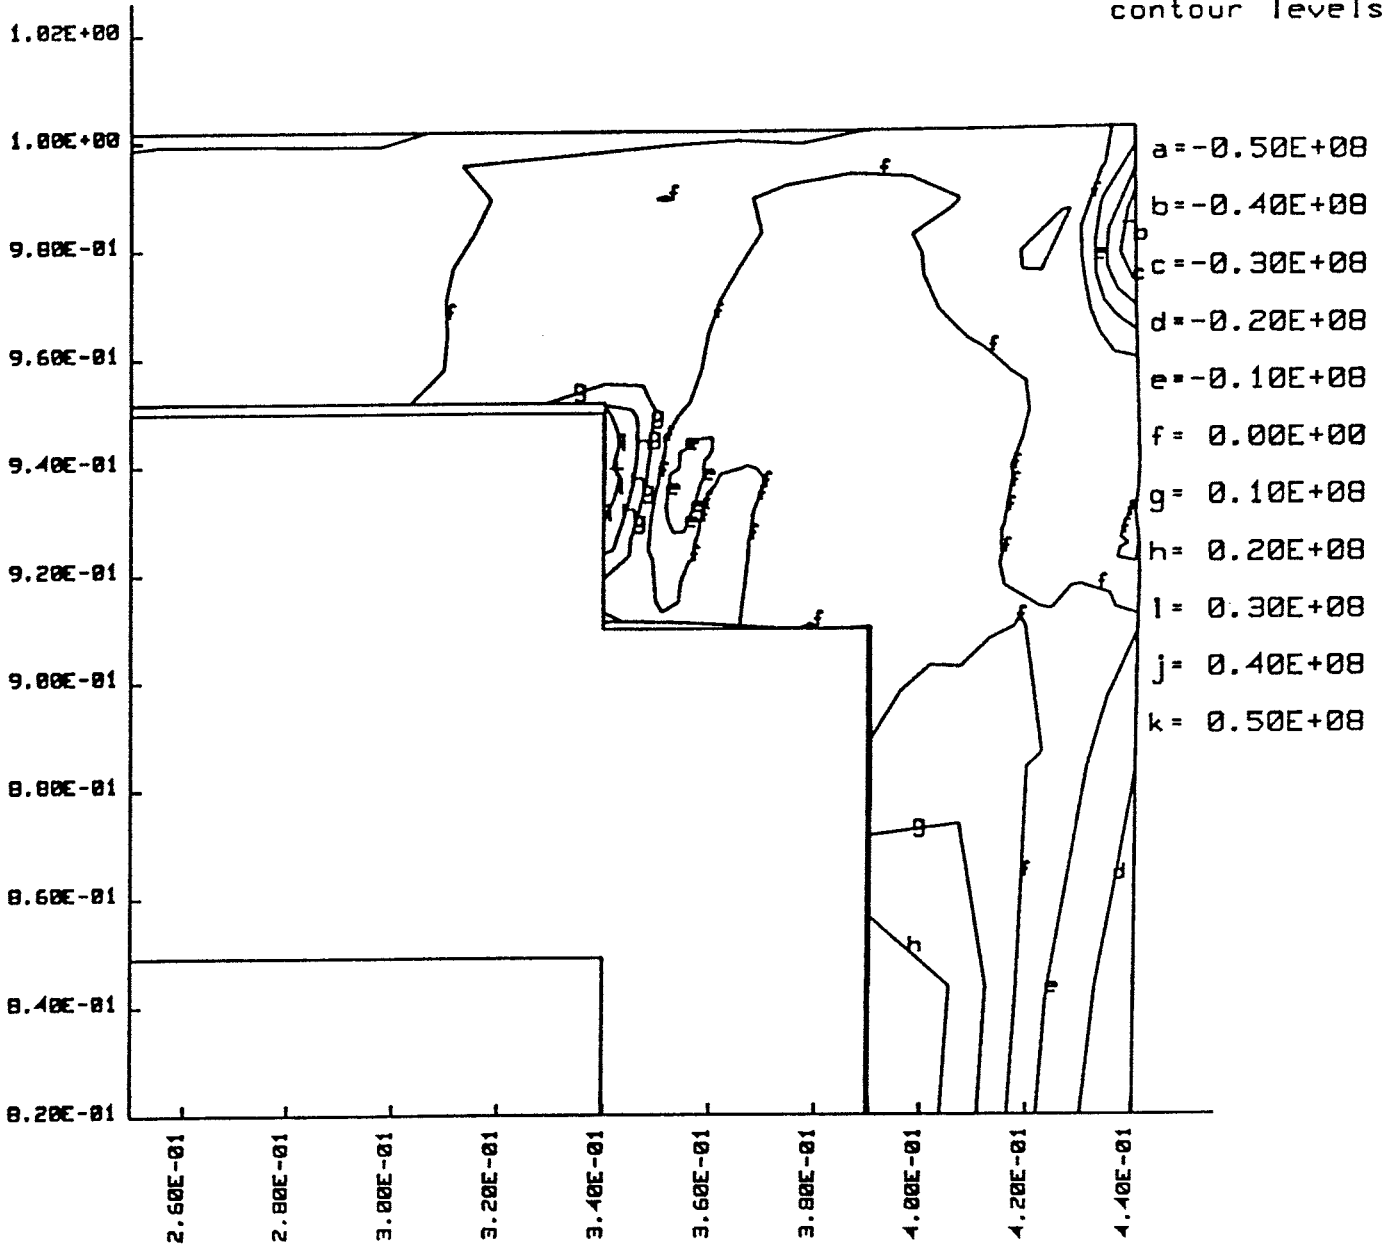 contour levels
1.02E+00
1.00E+00
9.80E-01
9.60E-01
9.40E-01
9.20E-01
9.00E-01
8.80E-01
8.60E-01
8.40E-01
8.20E-01
a=-0.50E+08
b=-0.40E+08
c=-0.30E+08
d=-0.20E+08
e=-0.10E+08
f= 0.00E+00
g= 0.10E+08
h= 0.20E+08
i= 0.30E+08
j= 0.40E+08
k= 0.50E+08
f
f
f
f
f
g
f
f
f
g
f
d
h
2.60E-01
2.80E-01
3.00E-01
3.20E-01
3.40E-01
3.60E-01
3.80E-01
4.00E-01
4.20E-01
4.40E-01